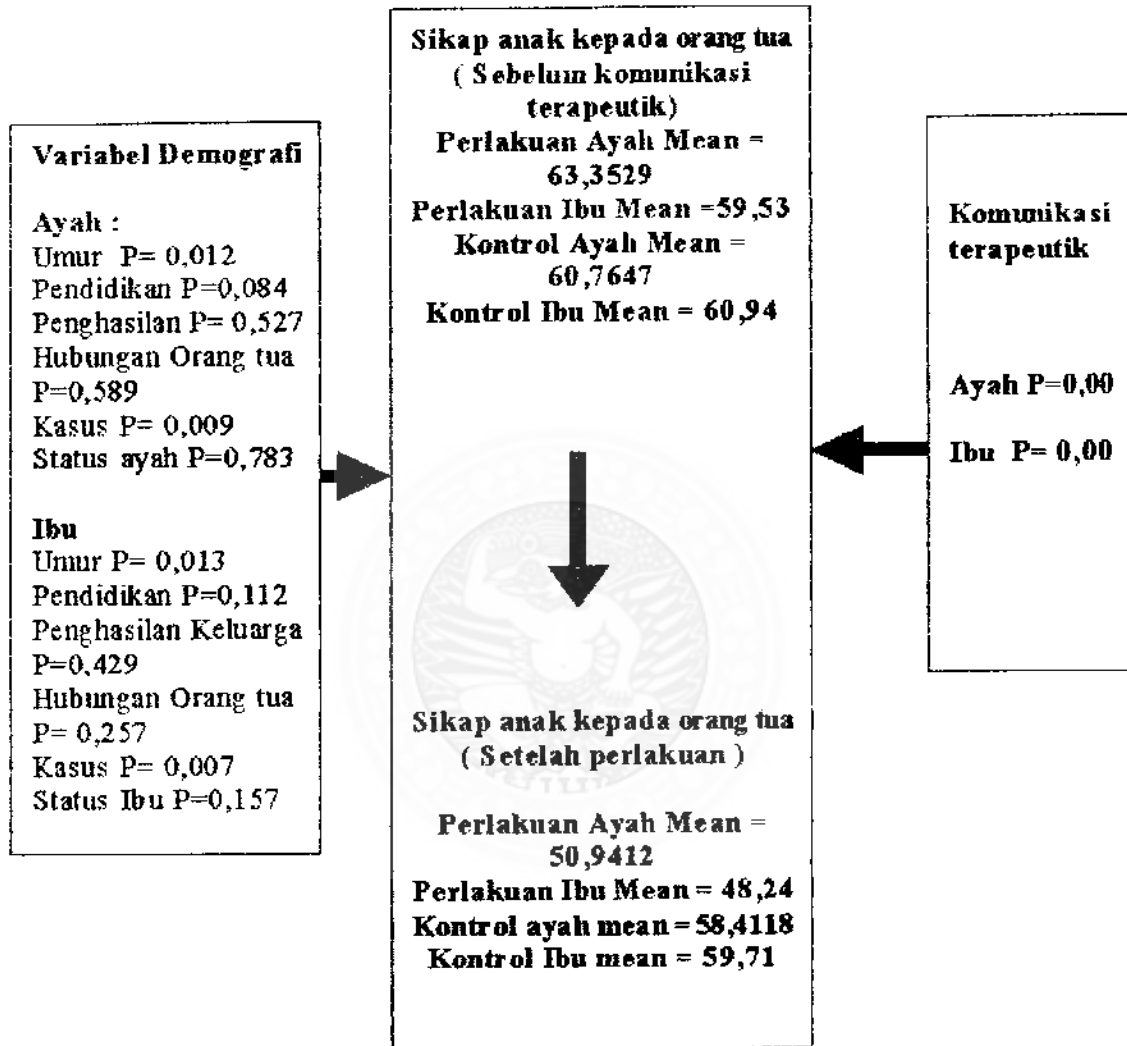 Variabel Demografi
Ayah :
Umur P= 0,012
Pendidikan P=0,084
Penghasilan P= 0,527
Hubungan Orang tua
P=0,589
Kasus P= 0,009
Status ayah P=0,783
Ibu
Umur P= 0,013
Pendidikan P=0,112
Penghasilan Keluarga
P=0,429
Hubungan Orang tua
P= 0,257
Kasus P= 0,007
Status Ibu P=0,157
Sikap anak kepada orang tua
( Sebelum komunikasi
terapeutik)
Perlakuan Ayah Mean =
63,3529
Perlakuan Ibu Mean =59,53
Kontrol Ayah Mean =
60,7647
Kontrol Ibu Mean = 60,94
Sikap anak kepada orang tua
( Setelah perlakuan )
Perlakuan Ayah Mean =
50,9412
Perlakuan Ibu Mean = 48,24
Kontrol ayah mean = 58,4118
Kontrol Ibu mean = 59,71
Komunikasi
terapeutik
Ayah P=0,00
Ibu P= 0,00